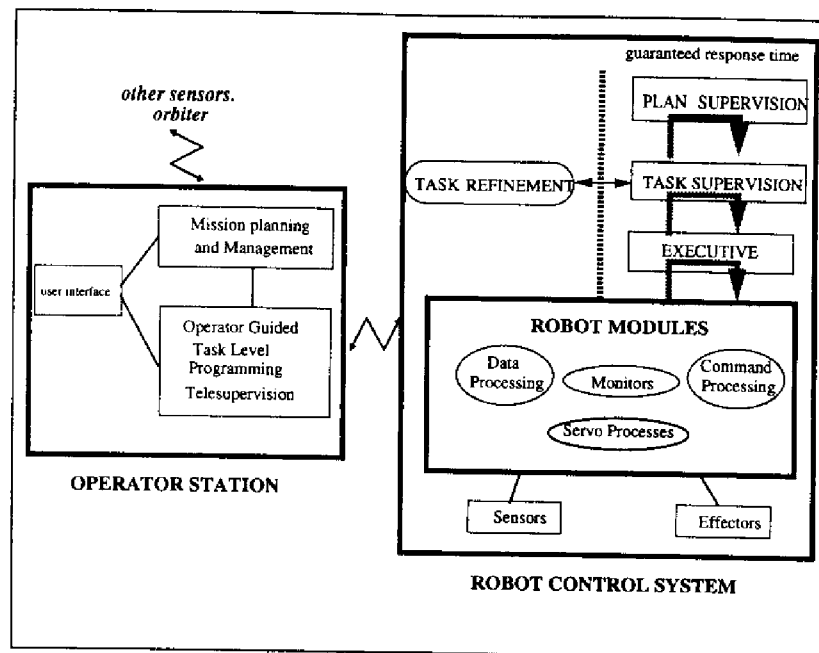 guaranteed response time
other sensors.
orbiter
PLAN SUPERVISION
TASK REFINEMENT
TASK SUPERVISION
EXECUTIVE
Mission planning
and Management
user interface
Operator Guided
Task Level
Programming
Telesupervision
ROBOT MODULES
Data
Processing
Monitors
Command
Processing
Servo Processes
OPERATOR STATION
Sensors
Effectors
ROBOT CONTROL SYSTEM